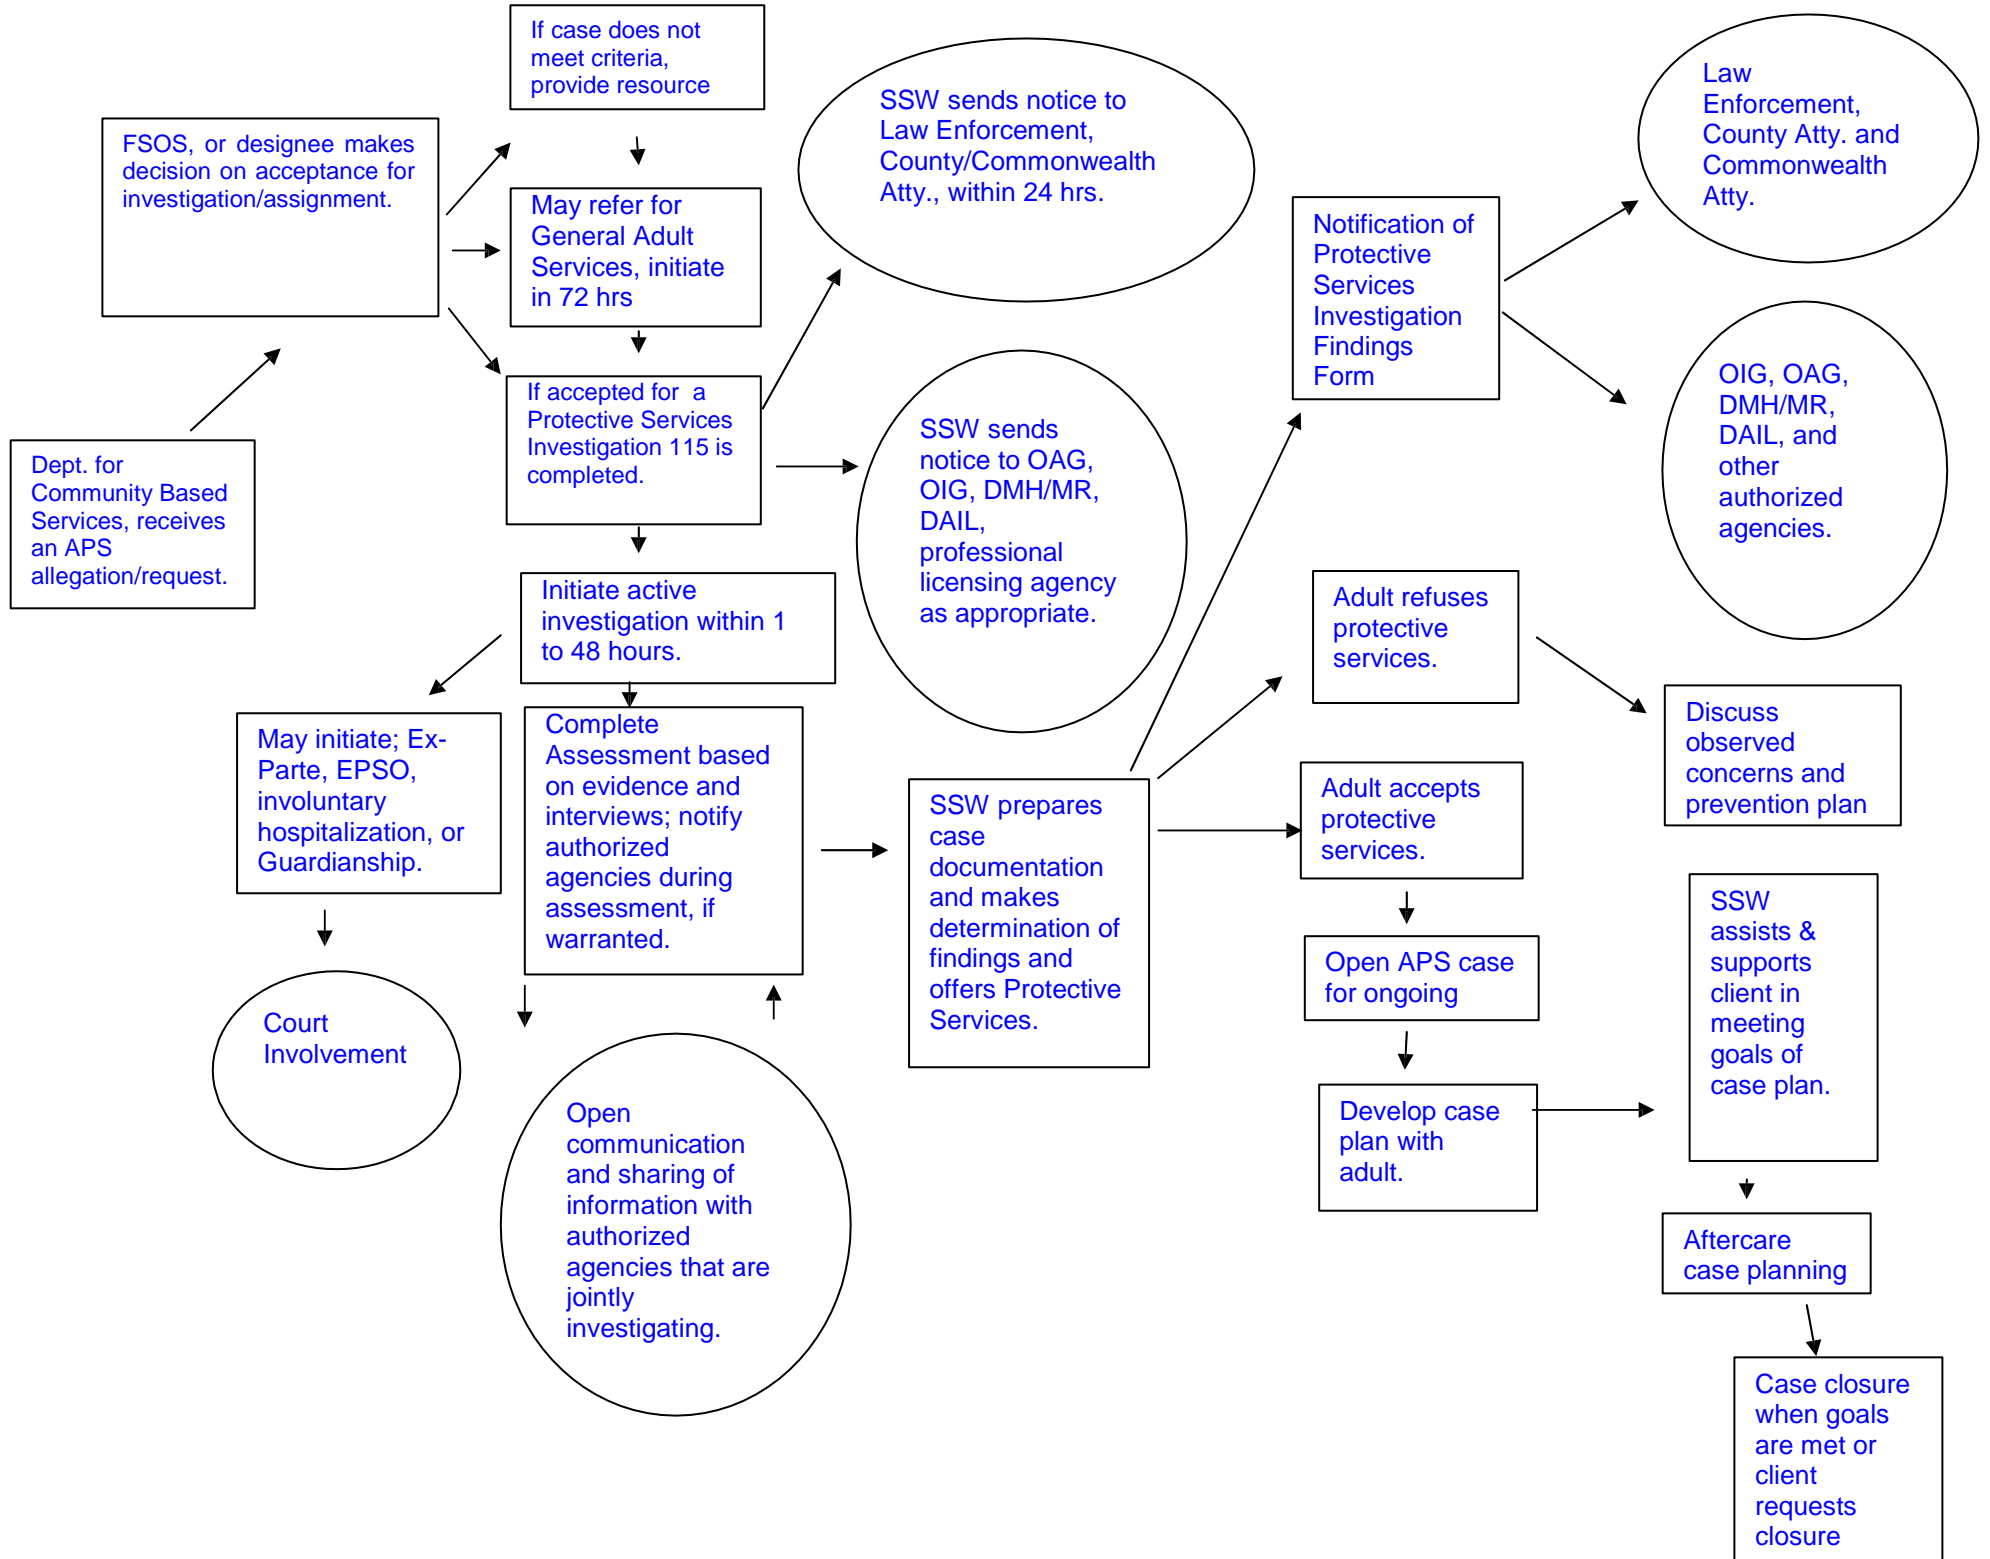 If case does not
meet criteria,
provide resource
FSOS, or designee makes
decision on acceptance for
investigation/assignment.
SSW sends notice to
Law Enforcement,
County/Commonwealth
Atty., within 24 hrs.
Law
Enforcement,
County Atty. and
Commonwealth
Atty.
May refer for
General Adult
Services, initiate
in 72 hrs
Notification of
Protective
Services
Investigation
Findings
Form
If accepted for a
Protective Services
Investigation 115 is
completed.
OIG, OAG,
DMH/MR,
DAIL, and
other
authorized
agencies.
Dept. for
Community Based
Services, receives
an APS
allegation/request.
SSW sends
notice to OAG,
OIG, DMH/MR,
DAIL,
professional
licensing agency
as appropriate.
Initiate active
investigation within 1
to 48 hours.
Adult refuses
protective
services.
Discuss
observed
concerns and
prevention plan
May initiate; Ex-
Parte, EPSO,
involuntary
hospitalization, or
Guardianship.
Complete
Assessment based
on evidence and
interviews; notify
authorized
agencies during
assessment, if
warranted.
SSW prepares
case
documentation
and makes
determination of
findings and
offers Protective
Services.
Adult accepts
protective
services.
Open APS case
for ongoing
SSW
assists &
supports
client in
meeting
goals of
case plan.
Court
Involvement
Open
communication
and sharing of
information with
authorized
agencies that are
jointly
investigating.
Develop case
plan with
adult.
Aftercare
case planning
Case closure
when goals
are met or
client
requests
closure